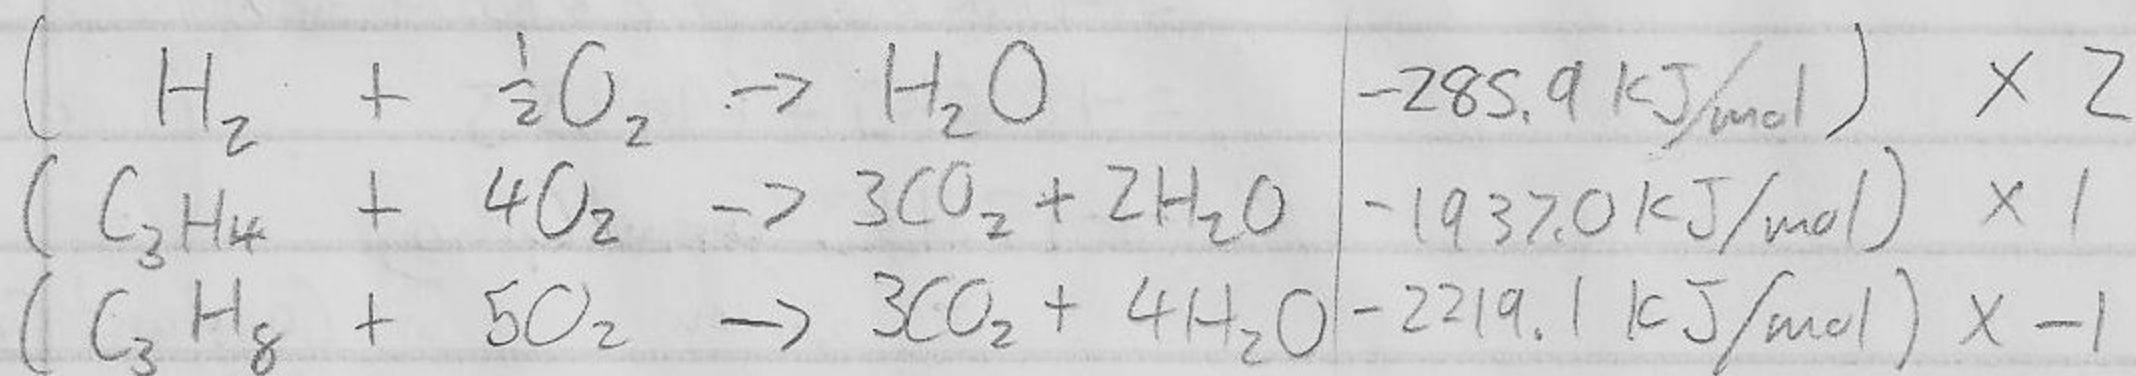 ( H₂ + ½O₂ → H₂O | -285.9 kJ/mol ) × 2
( C₃H₄ + 4O₂ → 3CO₂ + 2H₂O | -1937.0 kJ/mol ) × 1
( C₃H₈ + 5O₂ → 3CO₂ + 4H₂O | -2219.1 kJ/mol ) × -1